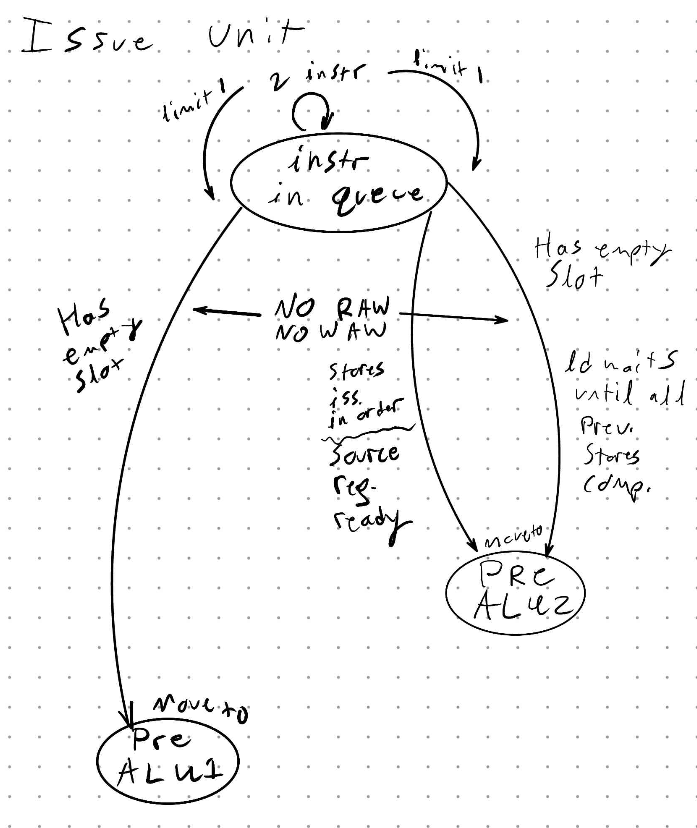 Issue unit
limit 1
2 instr
limit 1
instr
in queue
Has empty
Slot
Has
empty
slot
NO RAW
NO WAW
Stores
iss.
in order
Source
reg.
ready
ld waits
until all
Prev.
Stores
comp.
move to
PRe
ALU2
Move to
Pre
ALU1